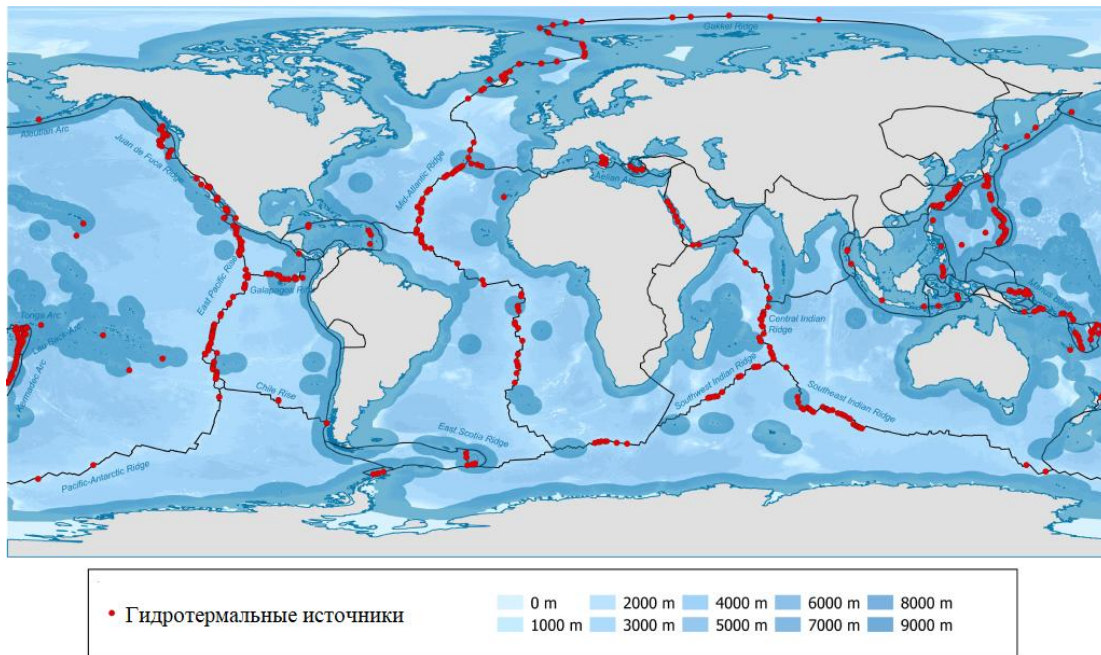 Gakkel Ridge
Aleutian Arc
Juan de Fuca Ridge
Mid-Atlantic Ridge
Aelian Arc
East Pacific Rise
Galapagos
Tonga Arc
Lau Back-Arc
Kermadec Arc
Central Indian
Ridge
Southwest Indian Ridge
Southeast Indian Ridge
Chile Rise
East Scotia Ridge
Pacific-Antarctic Ridge
Гидротермальные источники
0 m
2000 m
4000 m
6000 m
8000 m
1000 m
3000 m
5000 m
7000 m
9000 m